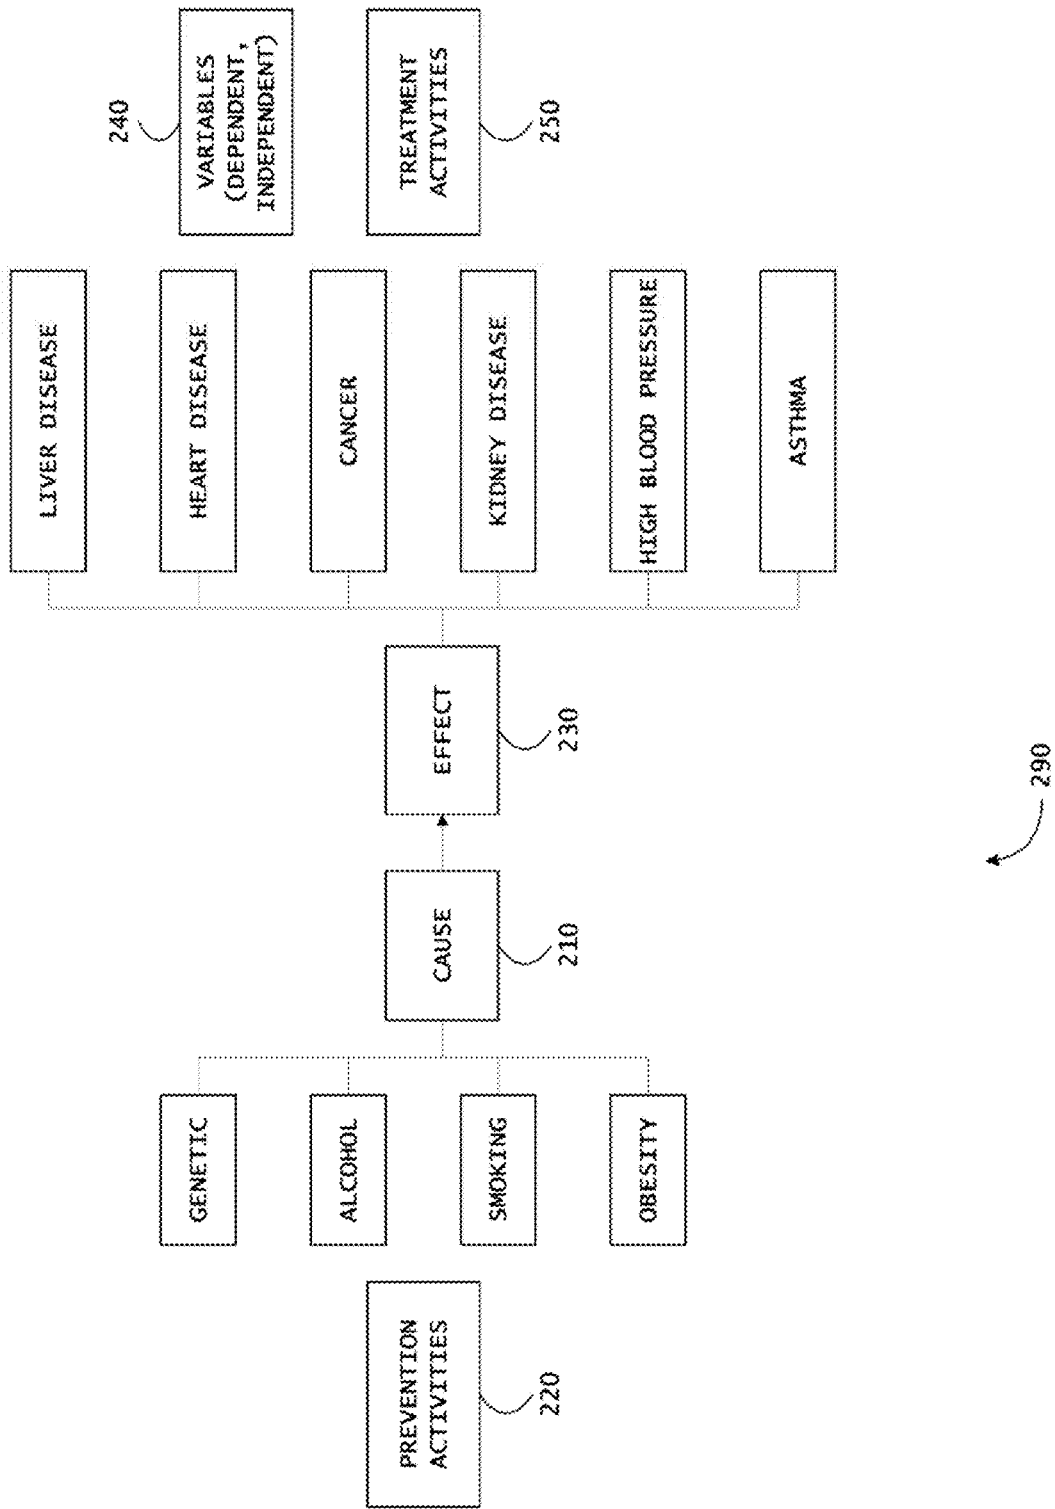 PREVENTION
ACTIVITIES
220
GENETIC
ALCOHOL
SMOKING
OBESITY
CAUSE
210
EFFECT
230
LIVER DISEASE
HEART DISEASE
CANCER
KIDNEY DISEASE
HIGH BLOOD PRESSURE
ASTHMA
240
VARIABLES
(DEPENDENT,
INDEPENDENT)
TREATMENT
ACTIVITIES
250
290